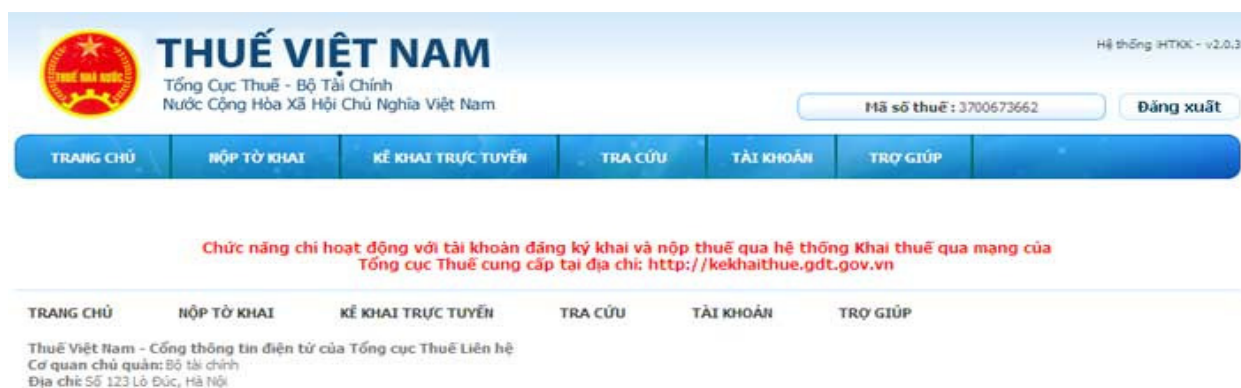 THUẾ NHÀ NƯỚC
THUẾ VIỆT NAM
Tổng Cục Thuế - Bộ Tài Chính
Nước Cộng Hòa Xã Hội Chủ Nghĩa Việt Nam
Hệ thống iHTKK - v2.0.3
Mã số thuế : 3700673662
Đăng xuất
TRANG CHỦ NỘP TỜ KHAI KÊ KHAI TRỰC TUYẾN TRA CỨU TÀI KHOẢN TRỢ GIÚP
Chức năng chỉ hoạt động với tài khoản đăng ký khai và nộp thuế qua hệ thống Khai thuế qua mạng của
Tổng cục Thuế cung cấp tại địa chỉ: http://kekhaithue.gdt.gov.vn
TRANG CHỦ NỘP TỜ KHAI KÊ KHAI TRỰC TUYẾN TRA CỨU TÀI KHOẢN TRỢ GIÚP
Thuế Việt Nam - Cổng thông tin điện tử của Tổng cục Thuế Liên hệ
Cơ quan chủ quản: Bộ tài chính
Địa chỉ: Số 123 Lò Đúc, Hà Nội